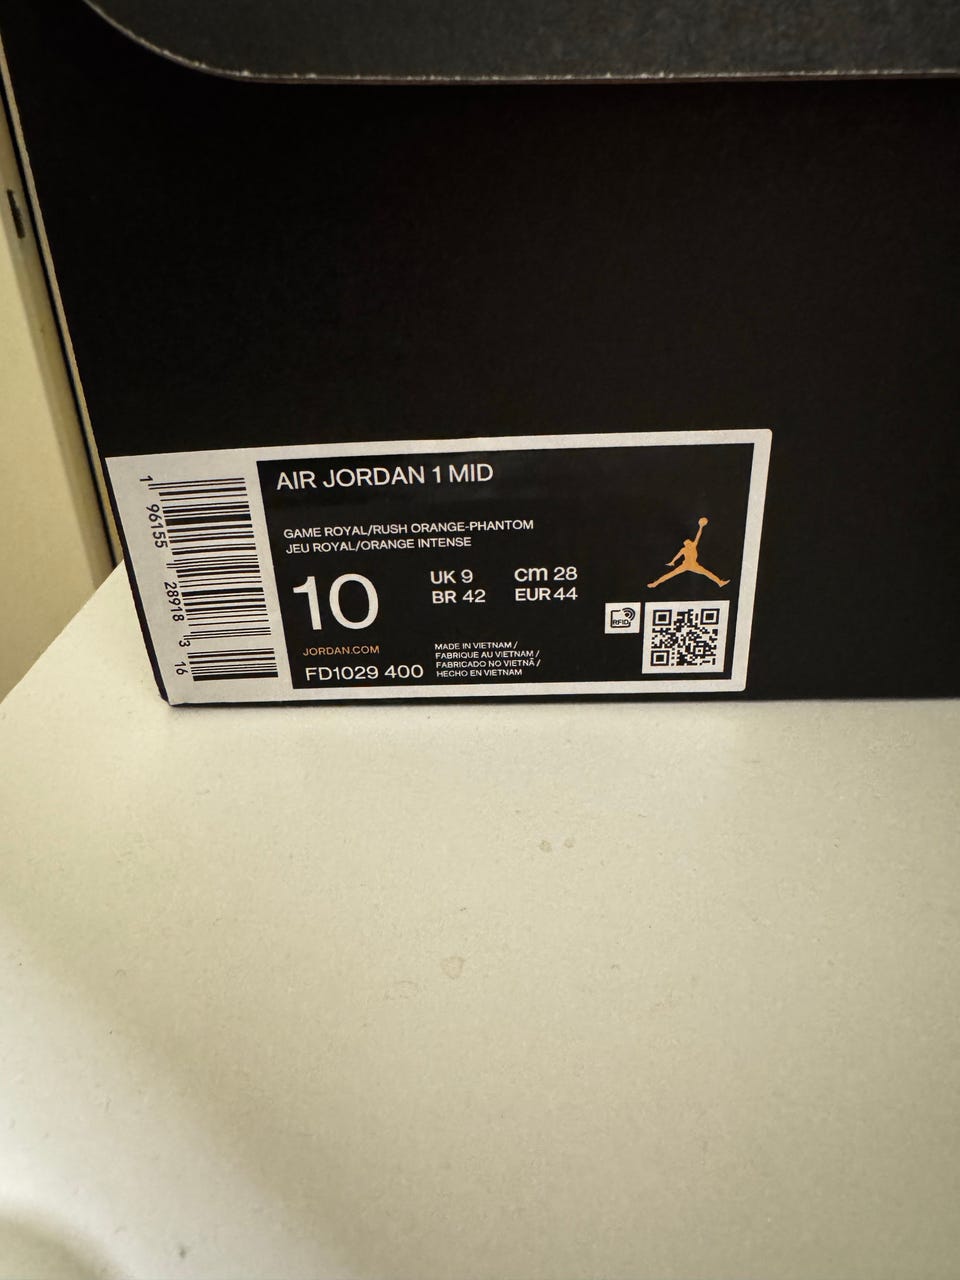 AIR JORDAN 1 MID
GAME ROYAL/RUSH ORANGE-PHANTOM
JEU ROYAL/ORANGE INTENSE
10
UK 9 cm 28
BR 42 EUR 44
RFID
JORDAN.COM
FD1029 400
MADE IN VIETNAM /
FABRIQUE AU VIETNAM /
FABRICADO NO VIETNÃ /
HECHO EN VIETNAM
1 96155 28918 3 16